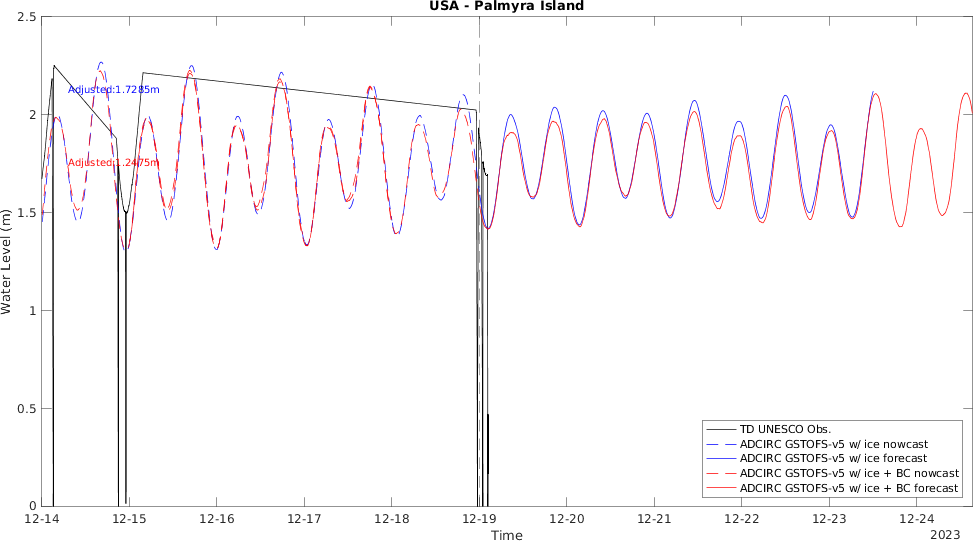 USA - Palmyra Island
2.5
2
1.5
1
0.5
0
Water Level (m)
Adjusted:1.7285m
Adjusted:1.2475m
TD UNESCO Obs.
ADCIRC GSTOFS-v5 w/ ice nowcast
ADCIRC GSTOFS-v5 w/ ice forecast
ADCIRC GSTOFS-v5 w/ ice + BC nowcast
ADCIRC GSTOFS-v5 w/ ice + BC forecast
12-14 12-15 12-16 12-17 12-18 12-19 12-20 12-21 12-22 12-23 12-24
Time
2023